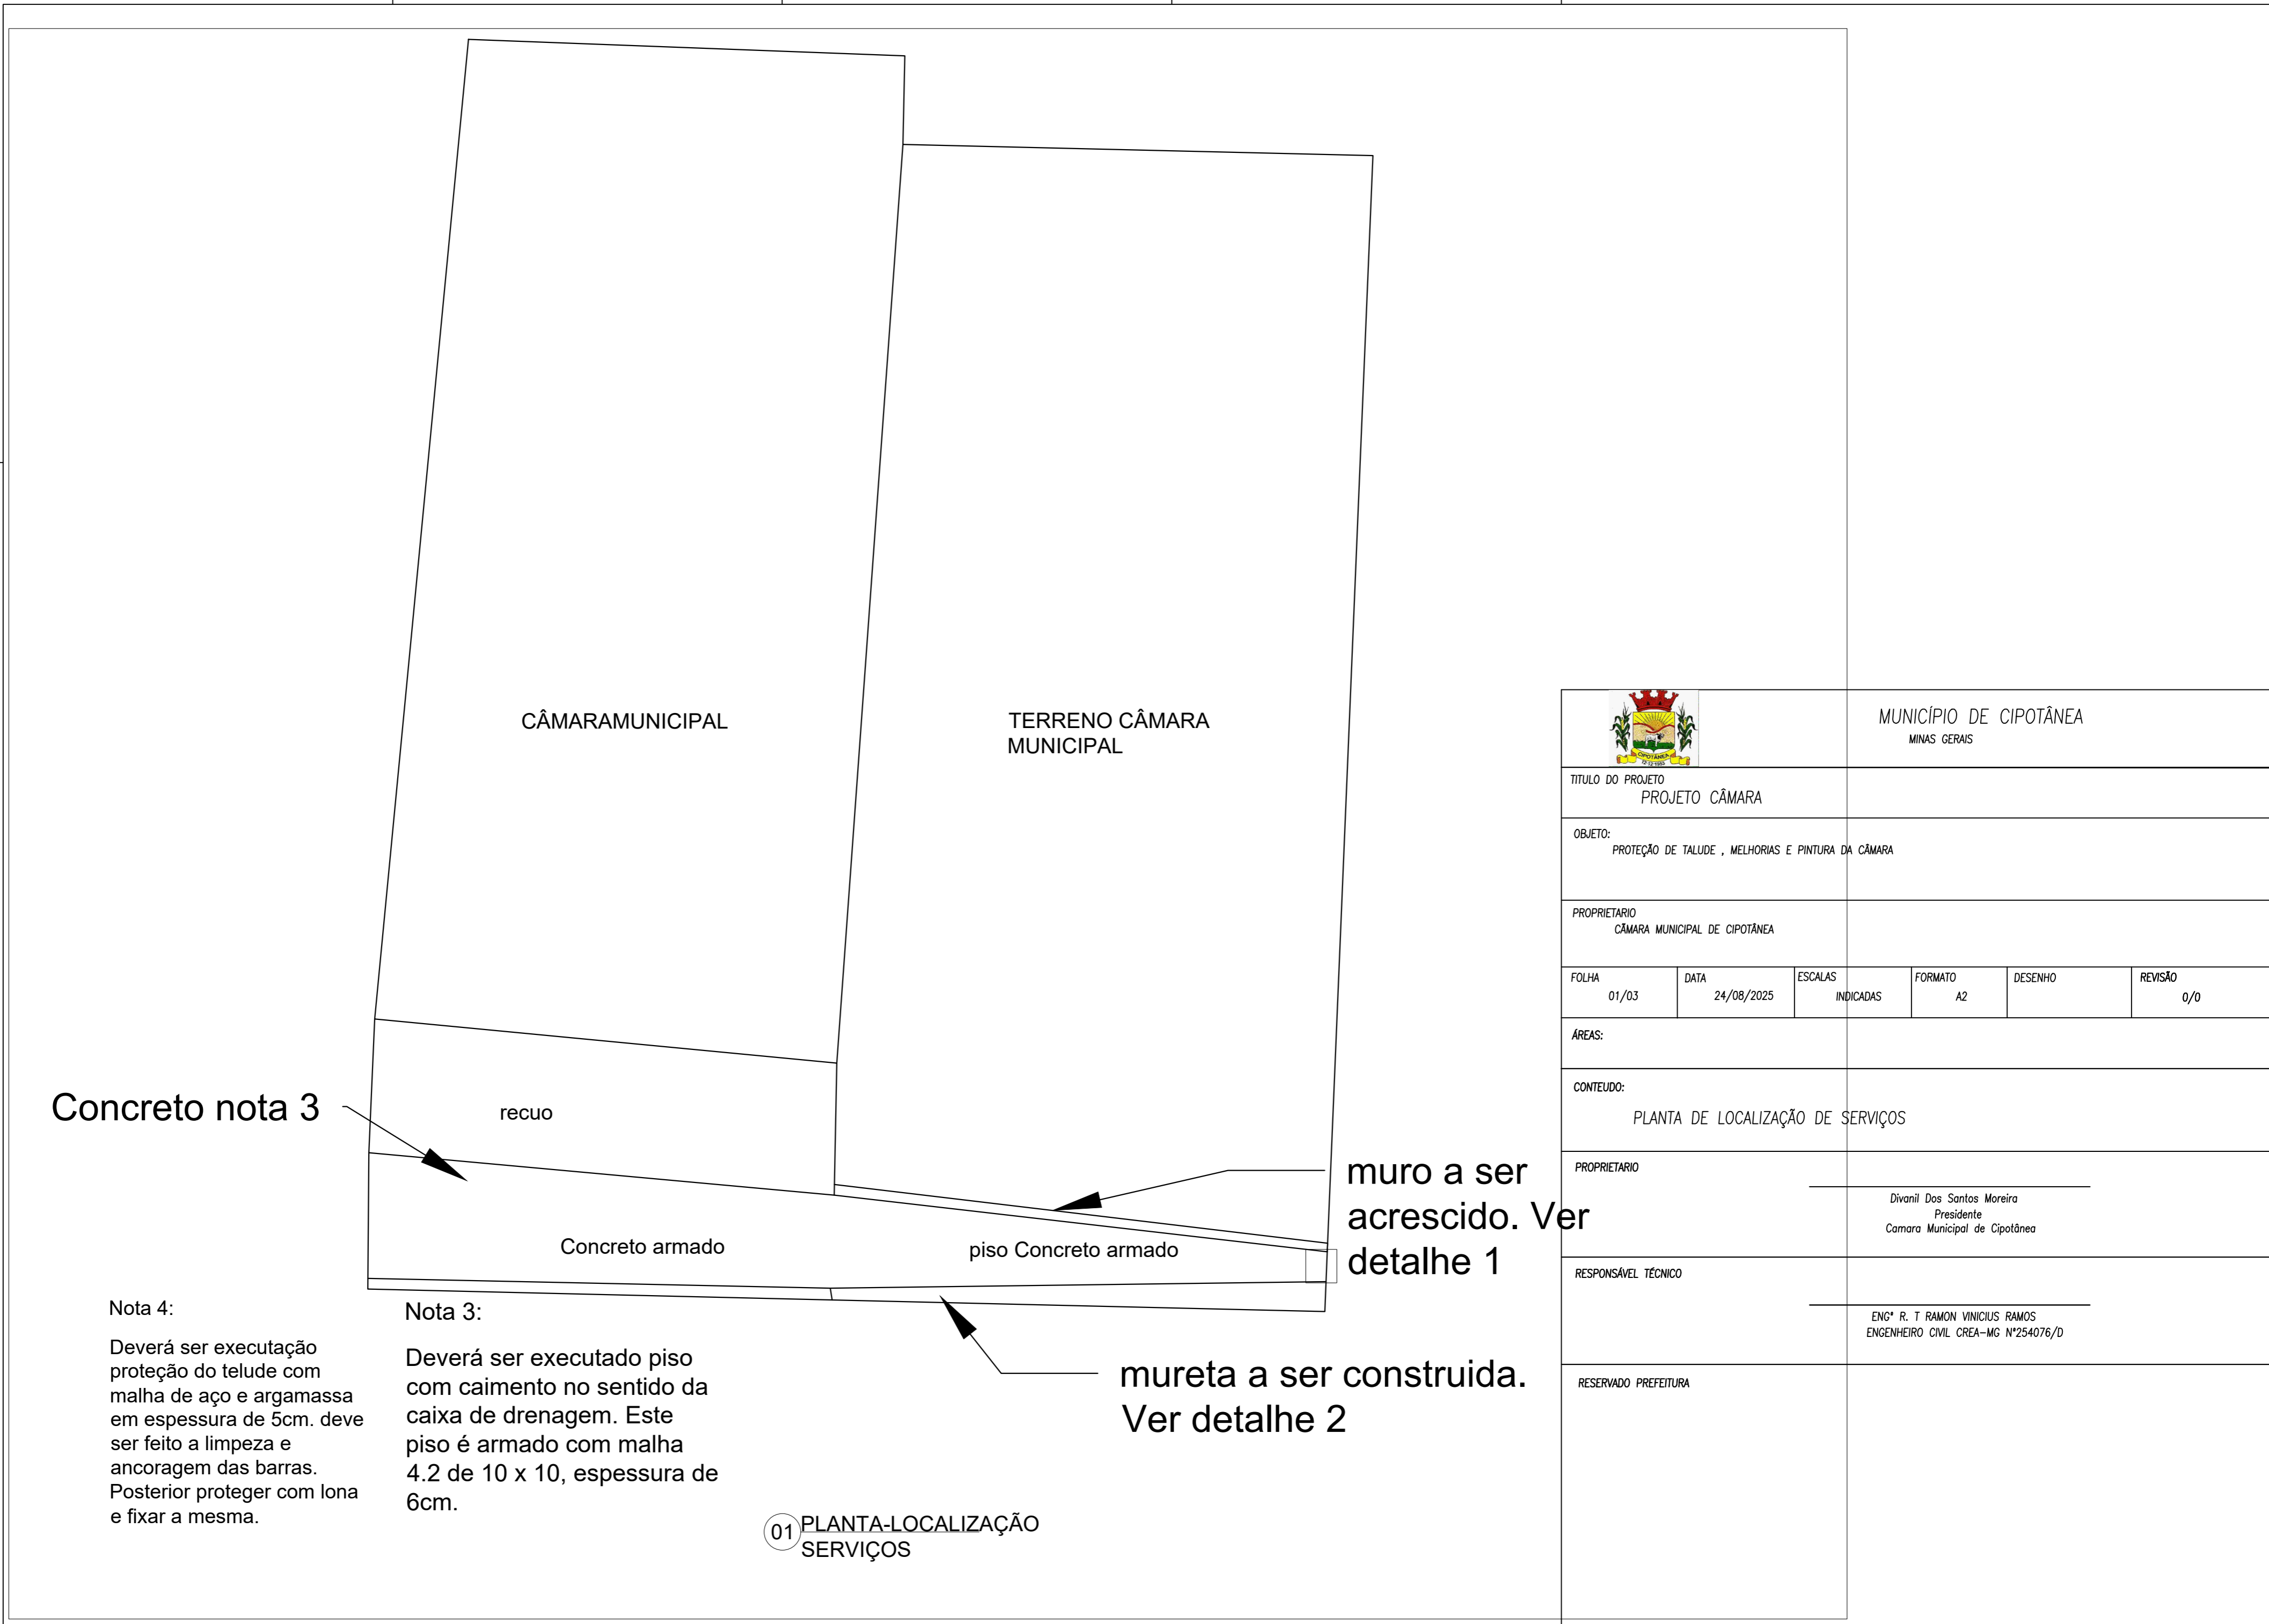 CÂMARAMUNICIPAL
TERRENO CÂMARA
MUNICIPAL
Concreto nota 3
recuo
muro a ser
acrescido. Ver
detalhe 1
Concreto armado
piso Concreto armado
mureta a ser construida.
Ver detalhe 2
Nota 4:
Deverá ser executação
proteção do telude com
malha de aço e argamassa
em espessura de 5cm. deve
ser feito a limpeza e
ancoragem das barras.
Posterior proteger com lona
e fixar a mesma.
Nota 3:
Deverá ser executado piso
com caimento no sentido da
caixa de drenagem. Este
piso é armado com malha
4.2 de 10 x 10, espessura de
6cm.
01 PLANTA-LOCALIZAÇÃO
SERVIÇOS
CIPOTÂNEA
12-12-1953
MUNICÍPIO DE CIPOTÂNEA
MINAS GERAIS
TITULO DO PROJETO
PROJETO CÂMARA
OBJETO:
PROTEÇÃO DE TALUDE , MELHORIAS E PINTURA DA CÂMARA
PROPRIETARIO
CÂMARA MUNICIPAL DE CIPOTÂNEA
FOLHA DATA ESCALAS FORMATO DESENHO REVISÃO
01/03 24/08/2025 INDICADAS A2 0/0
ÁREAS:
CONTEUDO:
PLANTA DE LOCALIZAÇÃO DE SERVIÇOS
PROPRIETARIO
Divanil Dos Santos Moreira
Presidente
Camara Municipal de Cipotânea
RESPONSÁVEL TÉCNICO
ENGº R. T RAMON VINICIUS RAMOS
ENGENHEIRO CIVIL CREA-MG Nº254076/D
RESERVADO PREFEITURA